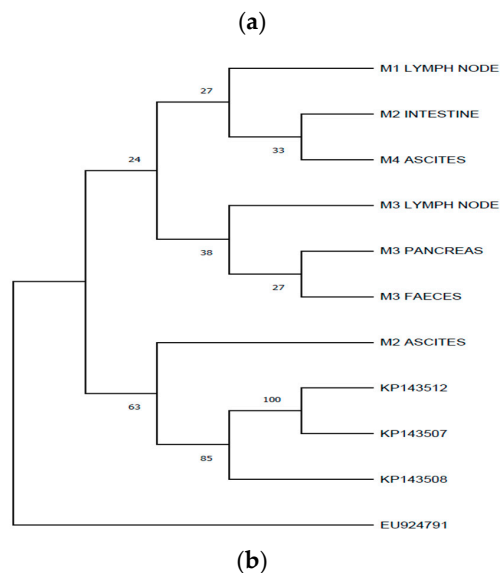 (a)
M1 LYMPH NODE
27
M2 INTESTINE
33
M4 ASCITES
24
M3 LYMPH NODE
38
M3 PANCREAS
27
M3 FAECES
M2 ASCITES
63
KP143512
100
KP143507
85
KP143508
EU924791
(b)